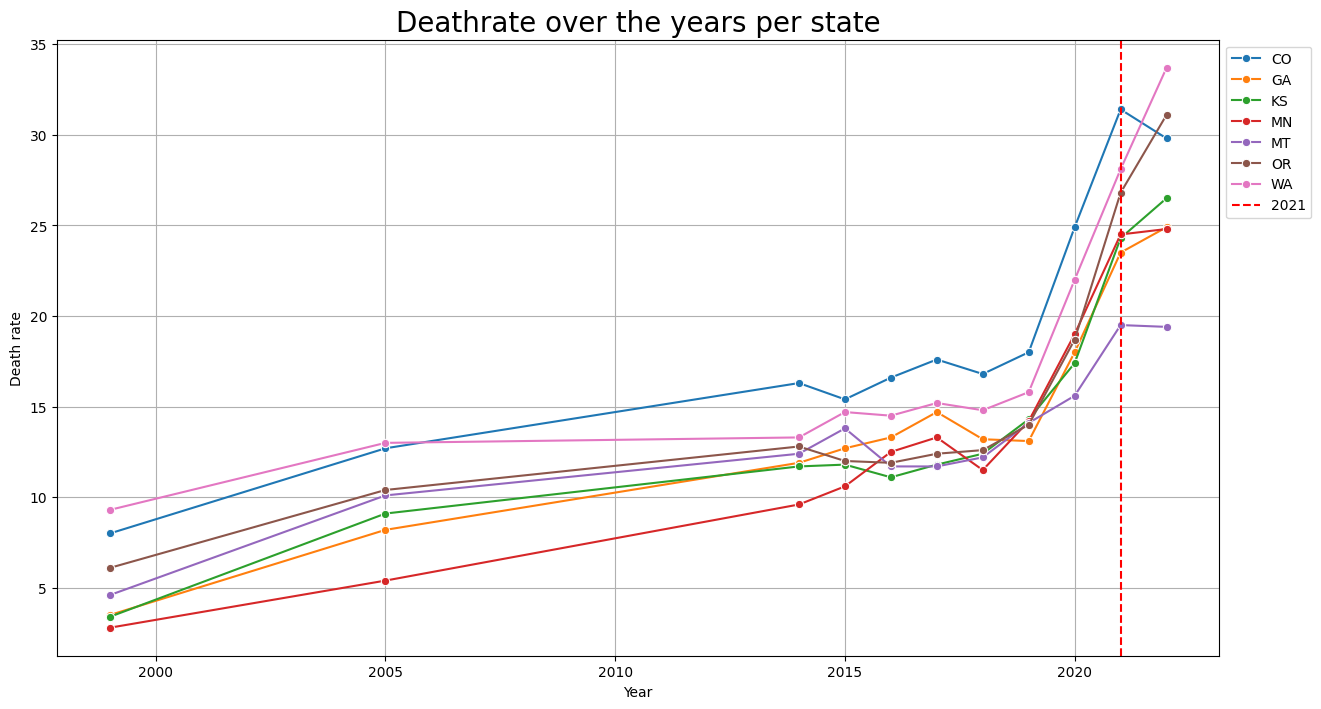 Deathrate over the years per state
35
30
25
20
15
10
5
Death rate
2000
2005
2010
2015
2020
Year
CO
GA
KS
MN
MT
OR
WA
2021